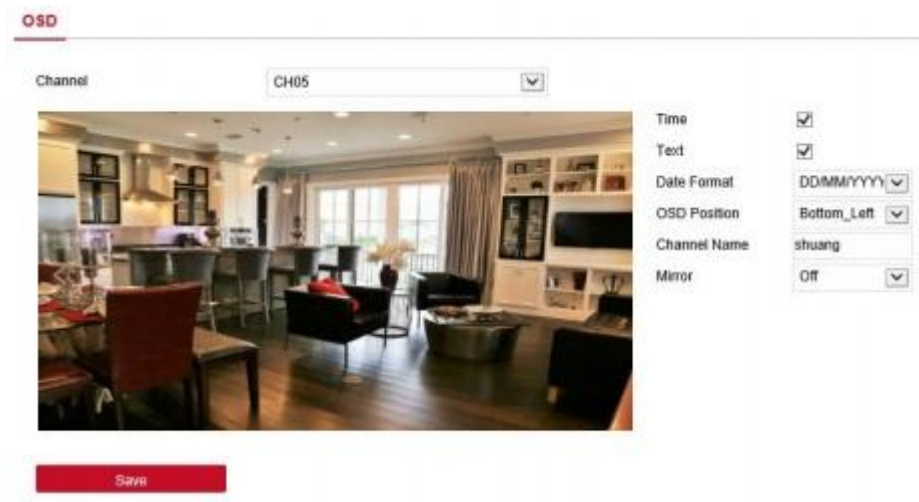 OSD
Channel CH05
Time
Text
Date Format DD/MM/YYYY
OSD Position Bottom_Left
Channel Name shuang
Mirror Off
Save